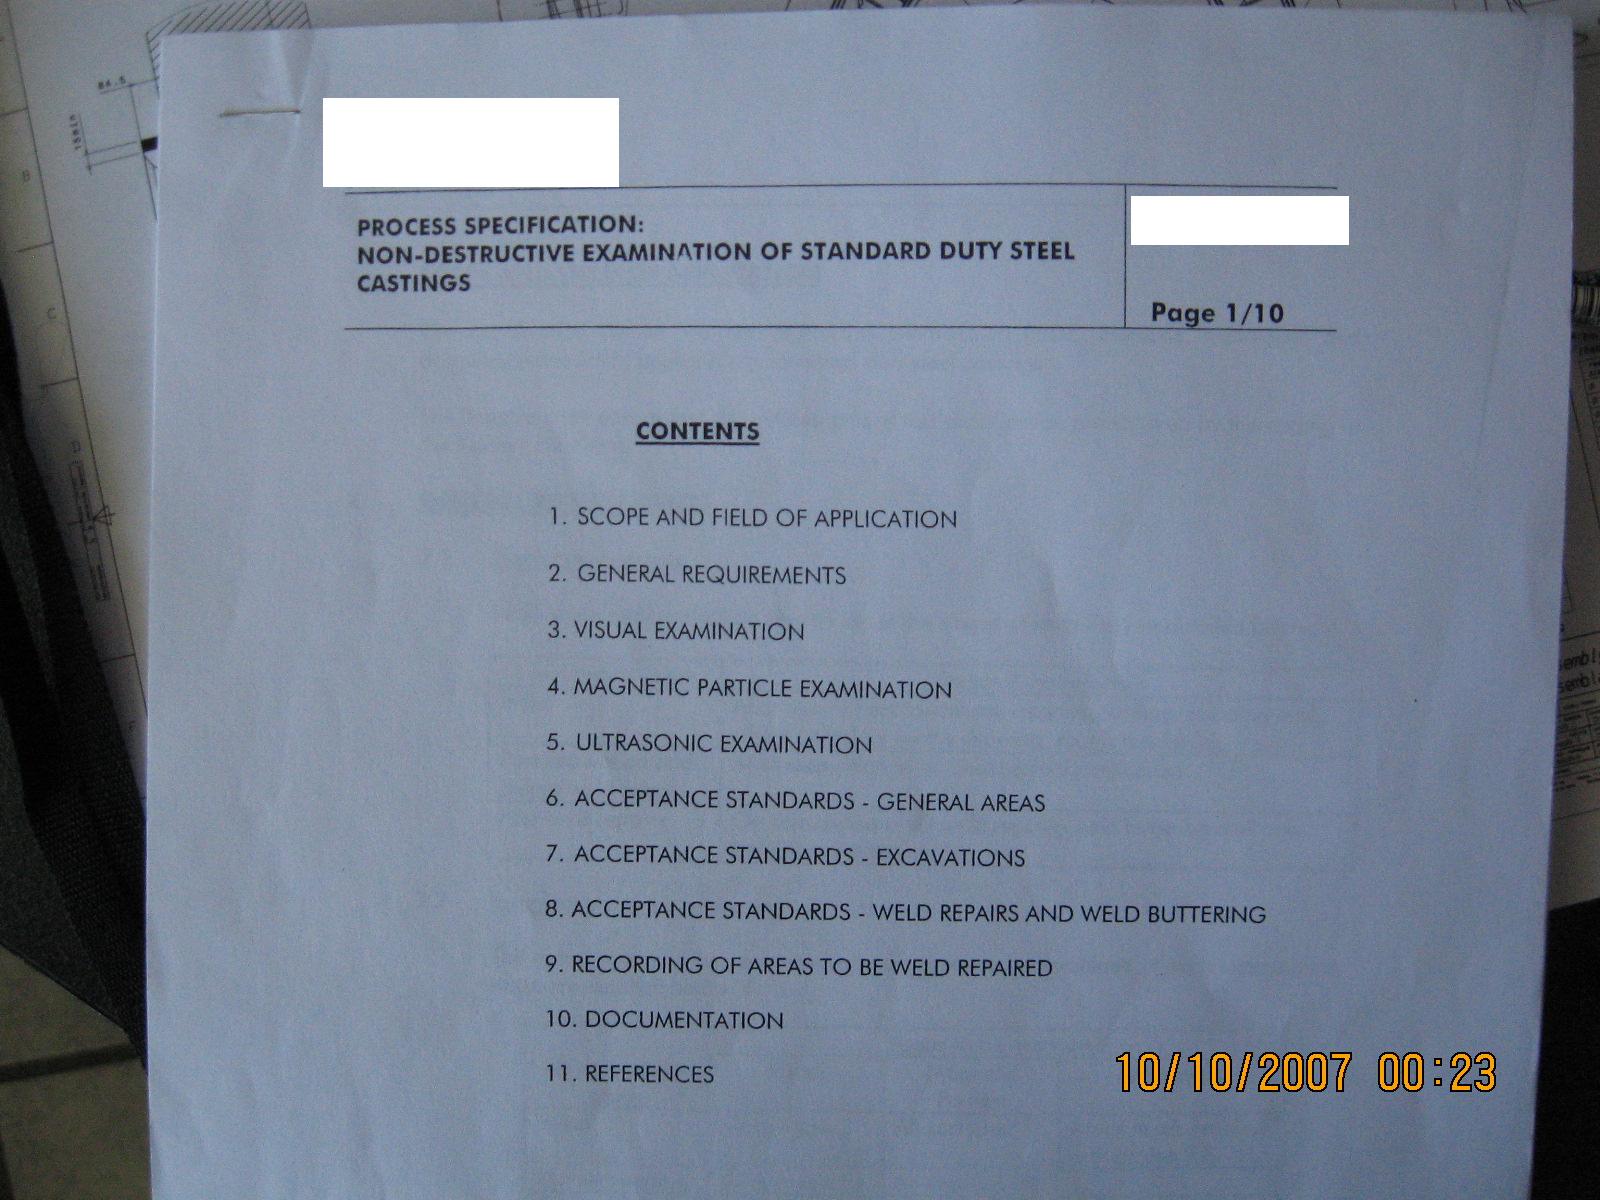 PROCESS SPECIFICATION:
NON-DESTRUCTIVE EXAMINATION OF STANDARD DUTY STEEL
CASTINGS
Page 1/10
CONTENTS
1. SCOPE AND FIELD OF APPLICATION
2. GENERAL REQUIREMENTS
3. VISUAL EXAMINATION
4. MAGNETIC PARTICLE EXAMINATION
5. ULTRASONIC EXAMINATION
6. ACCEPTANCE STANDARDS - GENERAL AREAS
7. ACCEPTANCE STANDARDS - EXCAVATIONS
8. ACCEPTANCE STANDARDS - WELD REPAIRS AND WELD BUTTERING
9. RECORDING OF AREAS TO BE WELD REPAIRED
10. DOCUMENTATION
11. REFERENCES
10/10/2007 00:23
84.5
B
C